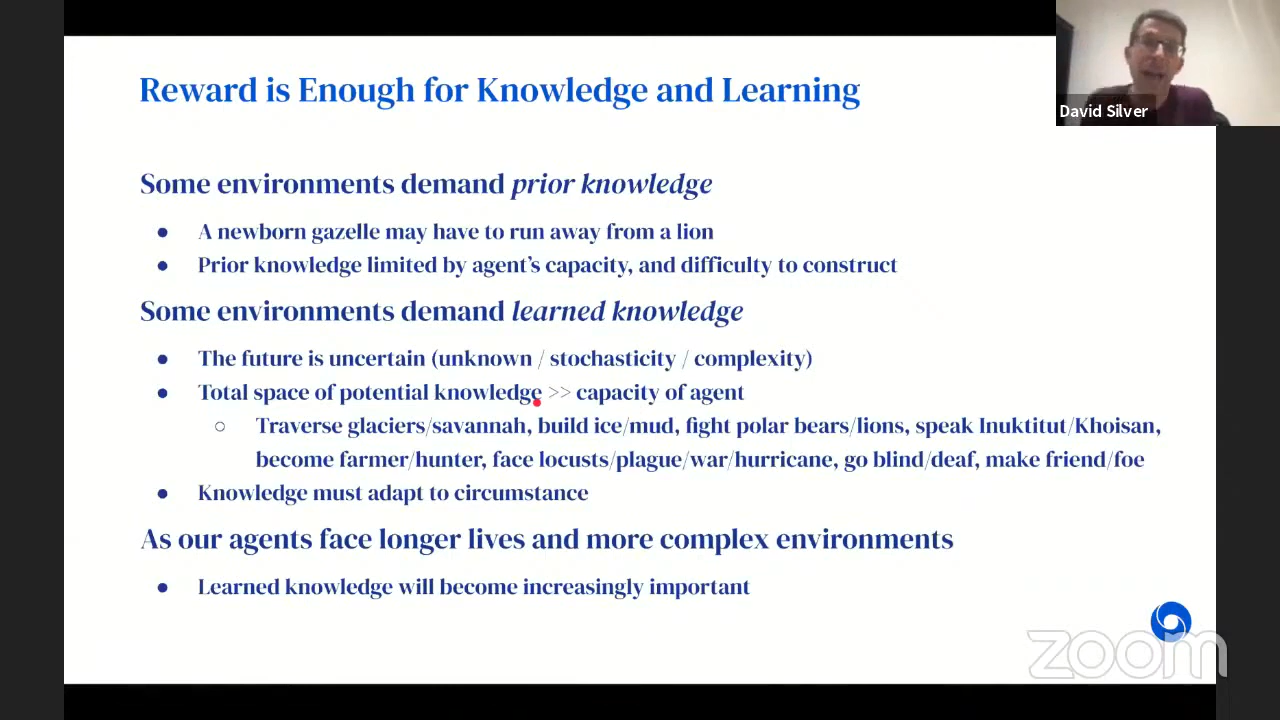 Reward is Enough for Knowledge and Learning
David Silver
Some environments demand prior knowledge
● A newborn gazelle may have to run away from a lion
● Prior knowledge limited by agent's capacity, and difficulty to construct
Some environments demand learned knowledge
● The future is uncertain (unknown / stochasticity / complexity)
● Total space of potential knowledge >> capacity of agent
○ Traverse glaciers/savannah, build ice/mud, fight polar bears/lions, speak Inuktitut/Khoisan,
become farmer/hunter, face locusts/plague/war/hurricane, go blind/deaf, make friend/foe
● Knowledge must adapt to circumstance
As our agents face longer lives and more complex environments
● Learned knowledge will become increasingly important
zoom